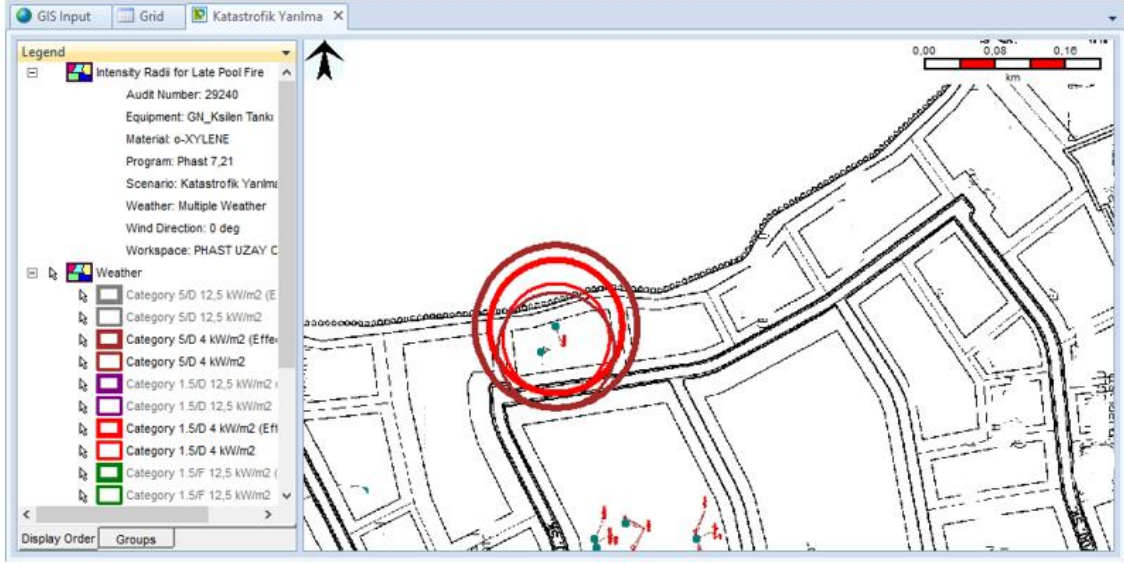 GIS Input
Grid
Katastrofik Yarılma
Legend
Intensity Radii for Late Pool Fire
Audit Number: 29240
Equipment: GN_Ksilen Tankı
Material: o-XYLENE
Program: Phast 7,21
Scenario: Katastrofik Yarılma
Weather: Multiple Weather
Wind Direction: 0 deg
Workspace: PHAST UZAY C
Weather
Category 5/D 12,5 kW/m2 (E
Category 5/D 12,5 kW/m2
Category 5/D 4 kW/m2 (Effe
Category 5/D 4 kW/m2
Category 1.5/D 12,5 kW/m2
Category 1.5/D 12,5 kW/m2
Category 1.5/D 4 kW/m2 (Eff
Category 1.5/D 4 kW/m2
Category 1.5/F 12,5 kW/m2 (
Category 1.5/F 12,5 kW/m2
Display Order
Groups
0,00 0,08 0,16
km